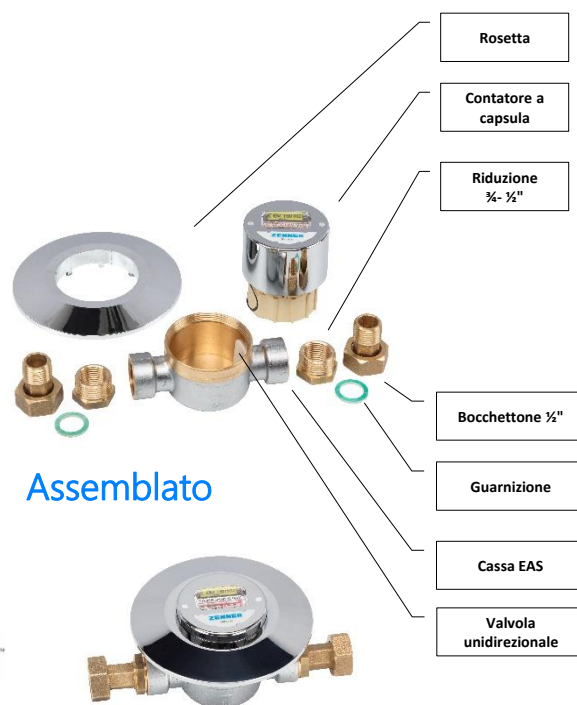 Rosetta
Contatore a
capsula
Riduzione
¾- ½"
ZENNER
Bocchettone ½"
Guarnizione
Assemblato
Cassa EAS
ZENNER
Valvola
unidirezionale